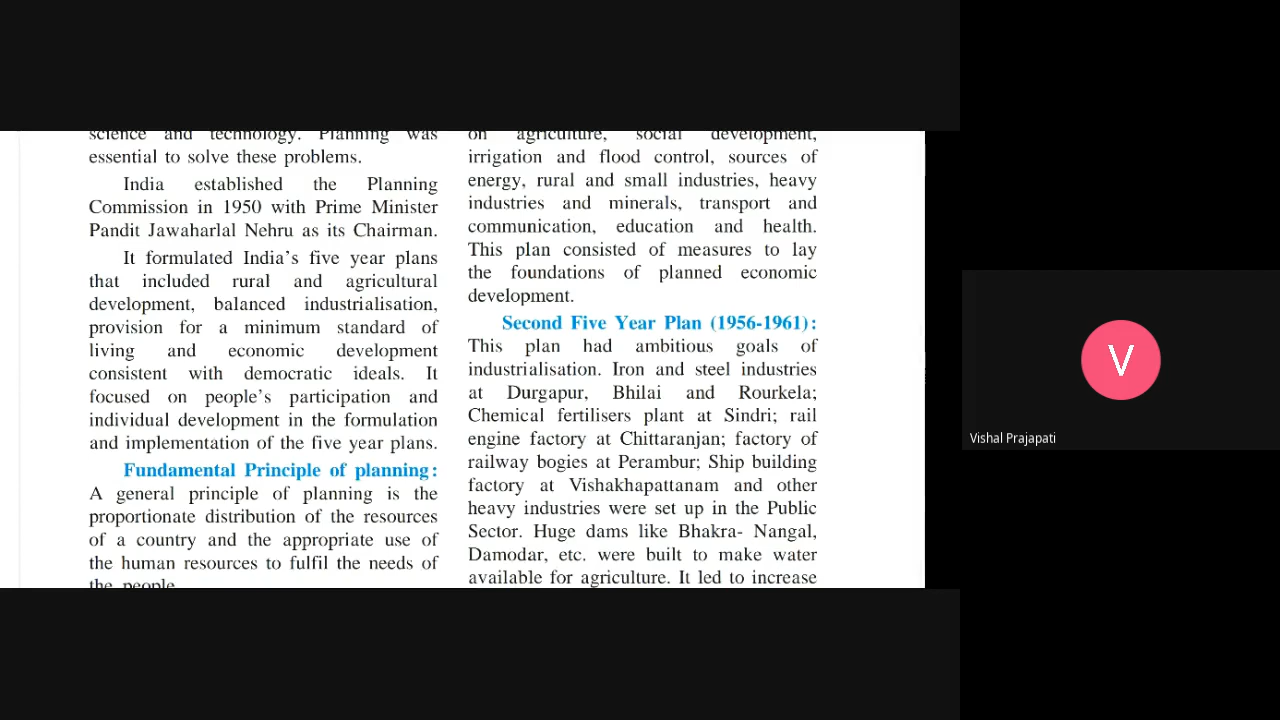 science and technology. Planning was
essential to solve these problems.
India established the Planning
Commission in 1950 with Prime Minister
Pandit Jawaharlal Nehru as its Chairman.
It formulated India's five year plans
that included rural and agricultural
development, balanced industrialisation,
provision for a minimum standard of
living and economic development
consistent with democratic ideals. It
focused on people's participation and
individual development in the formulation
and implementation of the five year plans.
Fundamental Principle of planning :
A general principle of planning is the
proportionate distribution of the resources
of a country and the appropriate use of
the human resources to fulfil the needs of
the people
on agriculture, social development,
irrigation and flood control, sources of
energy, rural and small industries, heavy
industries and minerals, transport and
communication, education and health.
This plan consisted of measures to lay
the foundations of planned economic
development.
Second Five Year Plan (1956-1961) :
This plan had ambitious goals of
industrialisation. Iron and steel industries
at Durgapur, Bhilai and Rourkela;
Chemical fertilisers plant at Sindri; rail
engine factory at Chittaranjan; factory of
railway bogies at Perambur; Ship building
factory at Vishakhapattanam and other
heavy industries were set up in the Public
Sector. Huge dams like Bhakra- Nangal,
Damodar, etc. were built to make water
available for agriculture. It led to increase
V
Vishal Prajapati